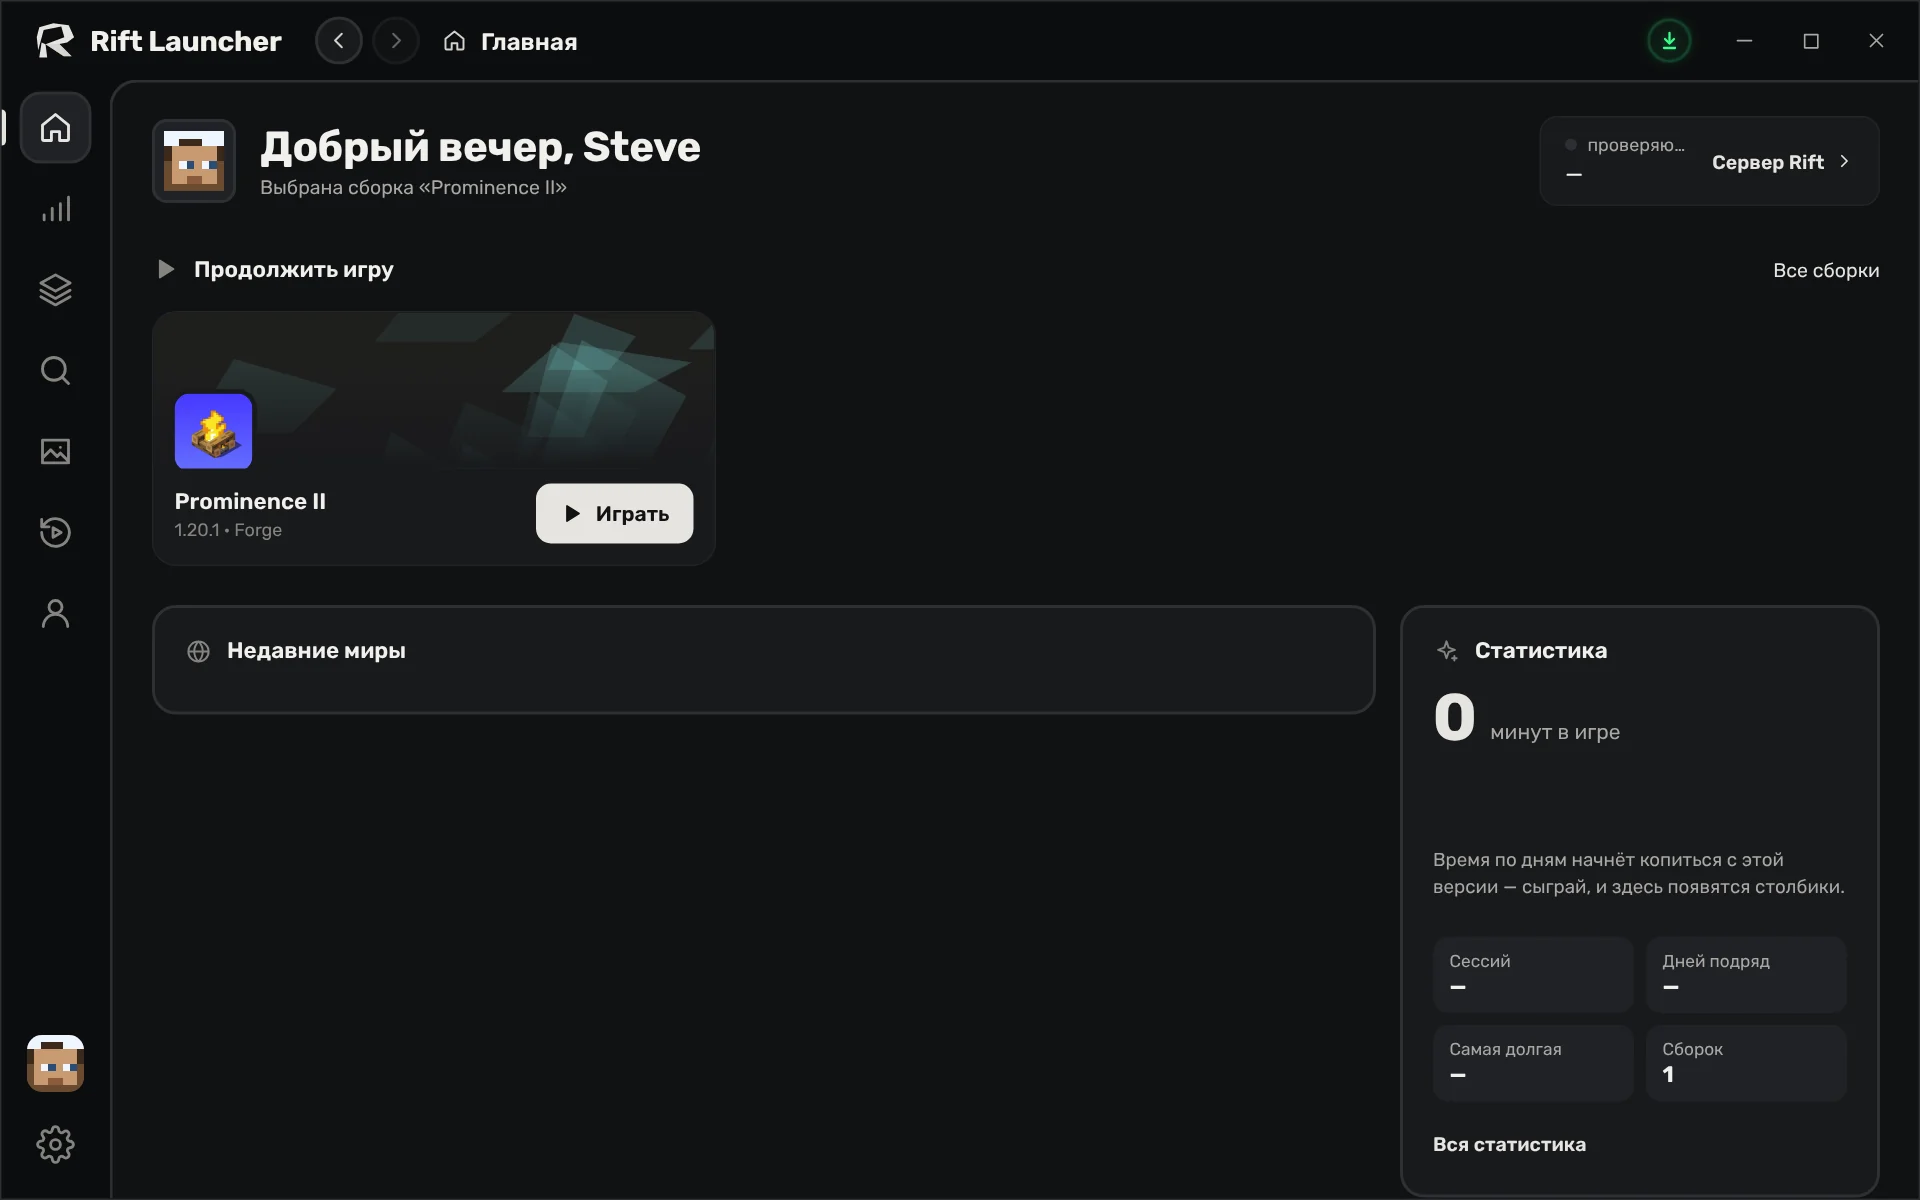 Rift Launcher
Главная
Добрый вечер, Steve
Выбрана сборка «Prominence II»
проверяю...
—
Сервер Rift
Продолжить игру
Все сборки
Prominence II
1.20.1 • Forge
Играть
Недавние миры
Статистика
0 минут в игре
Время по дням начнёт копиться с этой
версии — сыграй, и здесь появятся столбики.
Сессий
—
Дней подряд
—
Самая долгая
—
Сборок
1
Вся статистика